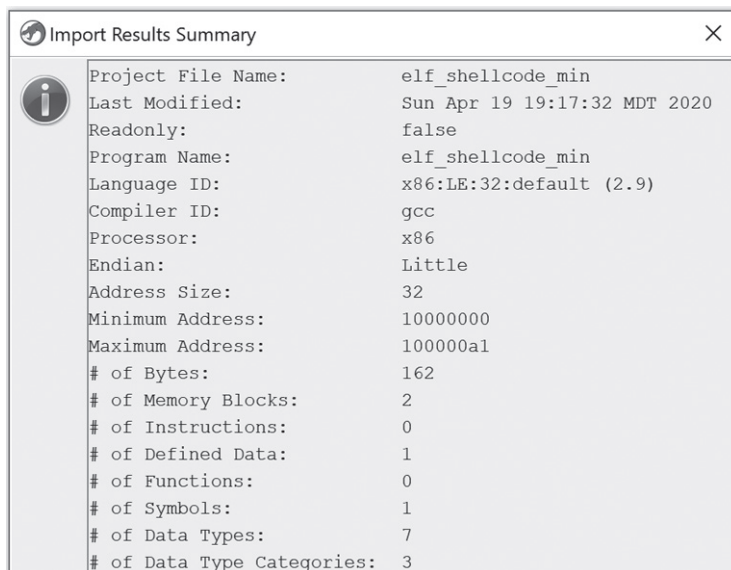 Import Results Summary
Project File Name: elf_shellcode_min
Last Modified: Sun Apr 19 19:17:32 MDT 2020
Readonly: false
Program Name: elf_shellcode_min
Language ID: x86:LE:32:default (2.9)
Compiler ID: gcc
Processor: x86
Endian: Little
Address Size: 32
Minimum Address: 10000000
Maximum Address: 100000a1
# of Bytes: 162
# of Memory Blocks: 2
# of Instructions: 0
# of Defined Data: 1
# of Functions: 0
# of Symbols: 1
# of Data Types: 7
# of Data Type Categories: 3